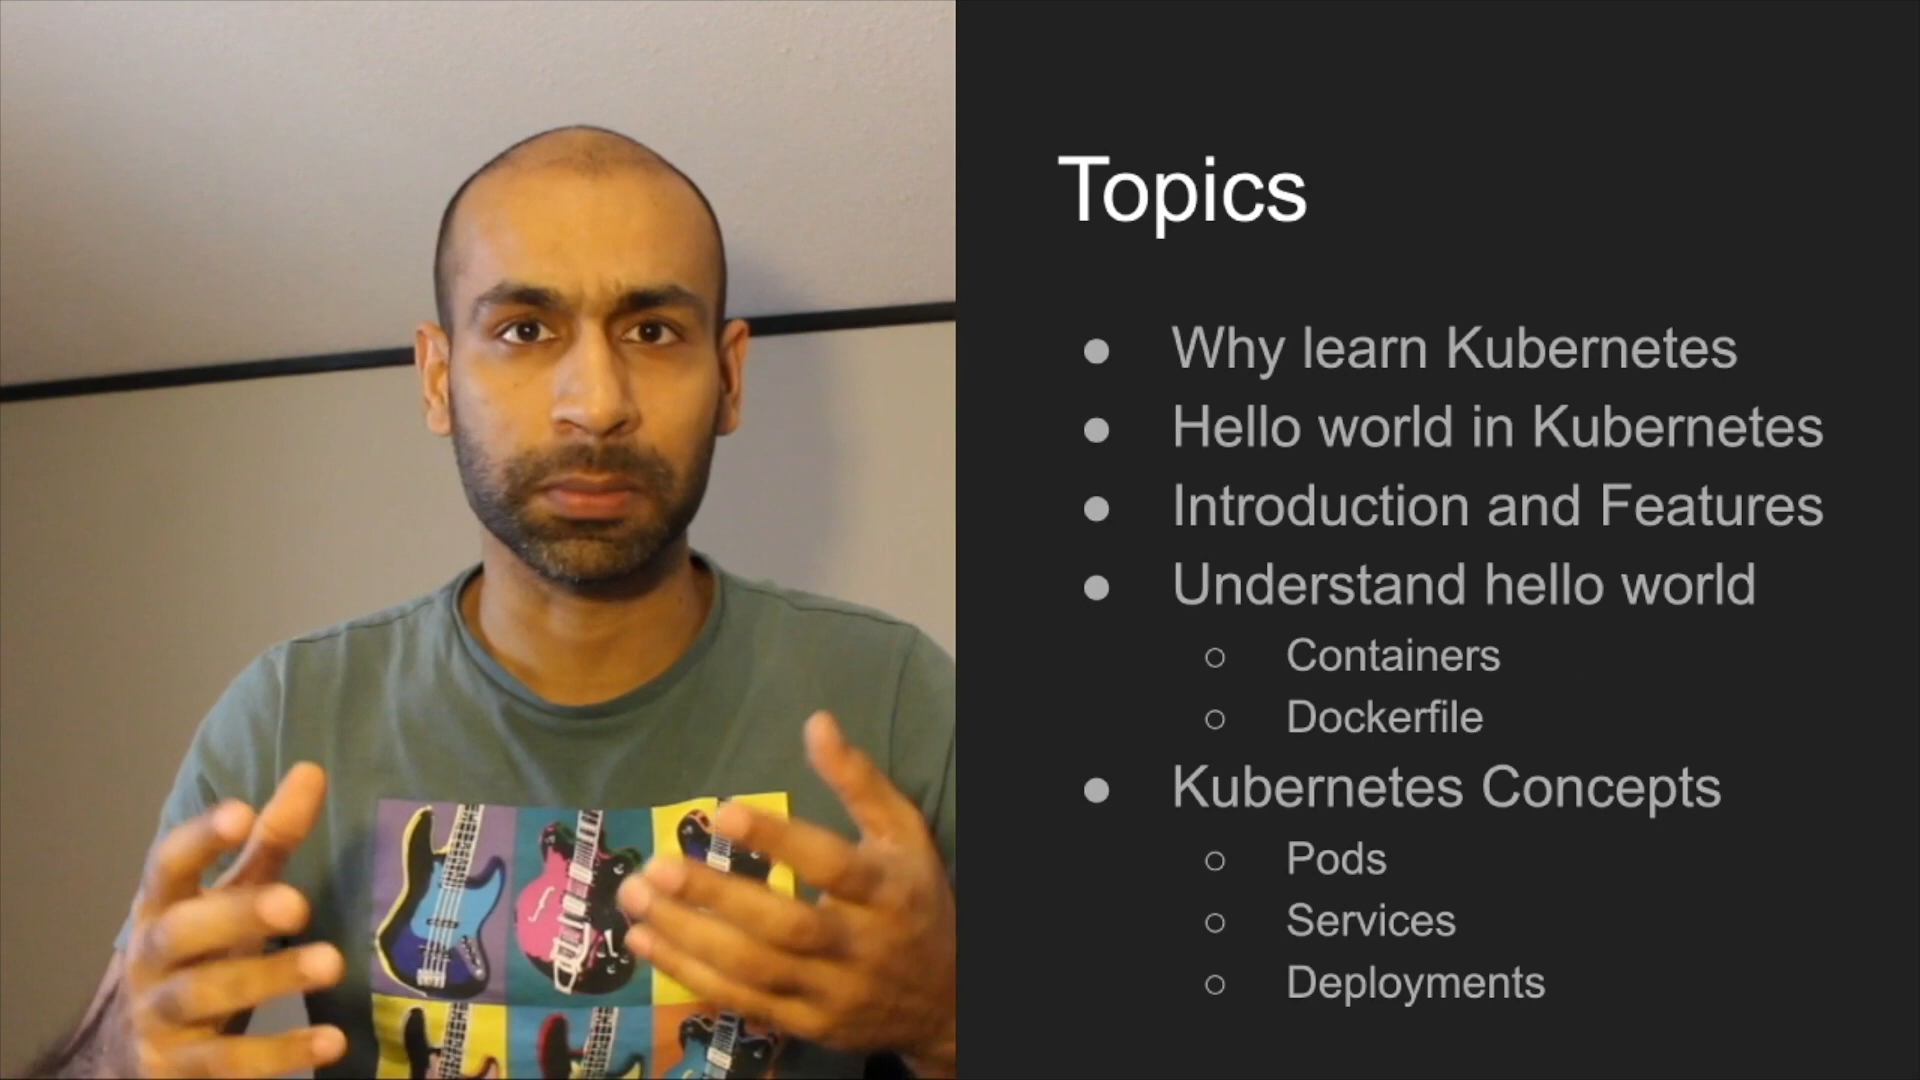 Topics
● Why learn Kubernetes
● Hello world in Kubernetes
● Introduction and Features
● Understand hello world
○ Containers
○ Dockerfile
● Kubernetes Concepts
○ Pods
○ Services
○ Deployments